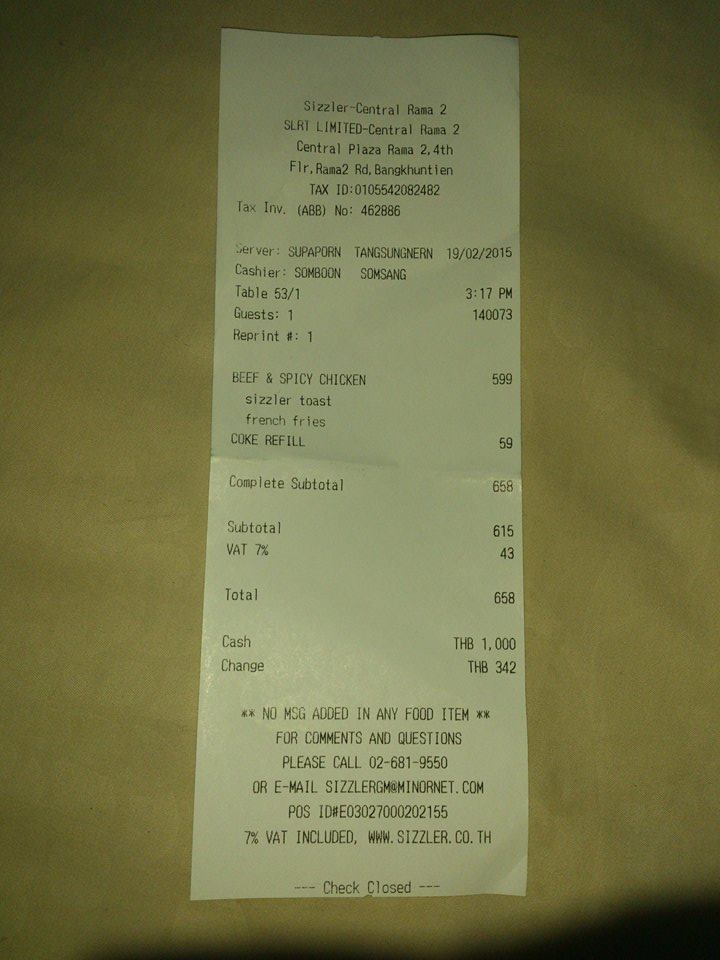 Sizzler-Central Rama 2
SLRT LIMITED-Central Rama 2
Central Plaza Rama 2,4th
Flr,Rama2 Rd,Bangkhuntien
TAX ID:0105542082482
Tax Inv. (ABB) No: 462886
Server: SUPAPORN TANGSUNGNERN 19/02/2015
Cashier: SOMBOON SOMSANG
Table 53/1 3:17 PM
Guests: 1 140073
Reprint #: 1
BEEF & SPICY CHICKEN 599
sizzler toast
french fries
COKE REFILL 59
Complete Subtotal 658
Subtotal 615
VAT 7% 43
Total 658
Cash THB 1,000
Change THB 342
** NO MSG ADDED IN ANY FOOD ITEM **
FOR COMMENTS AND QUESTIONS
PLEASE CALL 02-681-9550
OR E-MAIL SIZZLERGM@MINORNET.COM
POS ID#E03027000202155
7% VAT INCLUDED, WWW.SIZZLER.CO.TH
--- Check Closed ---